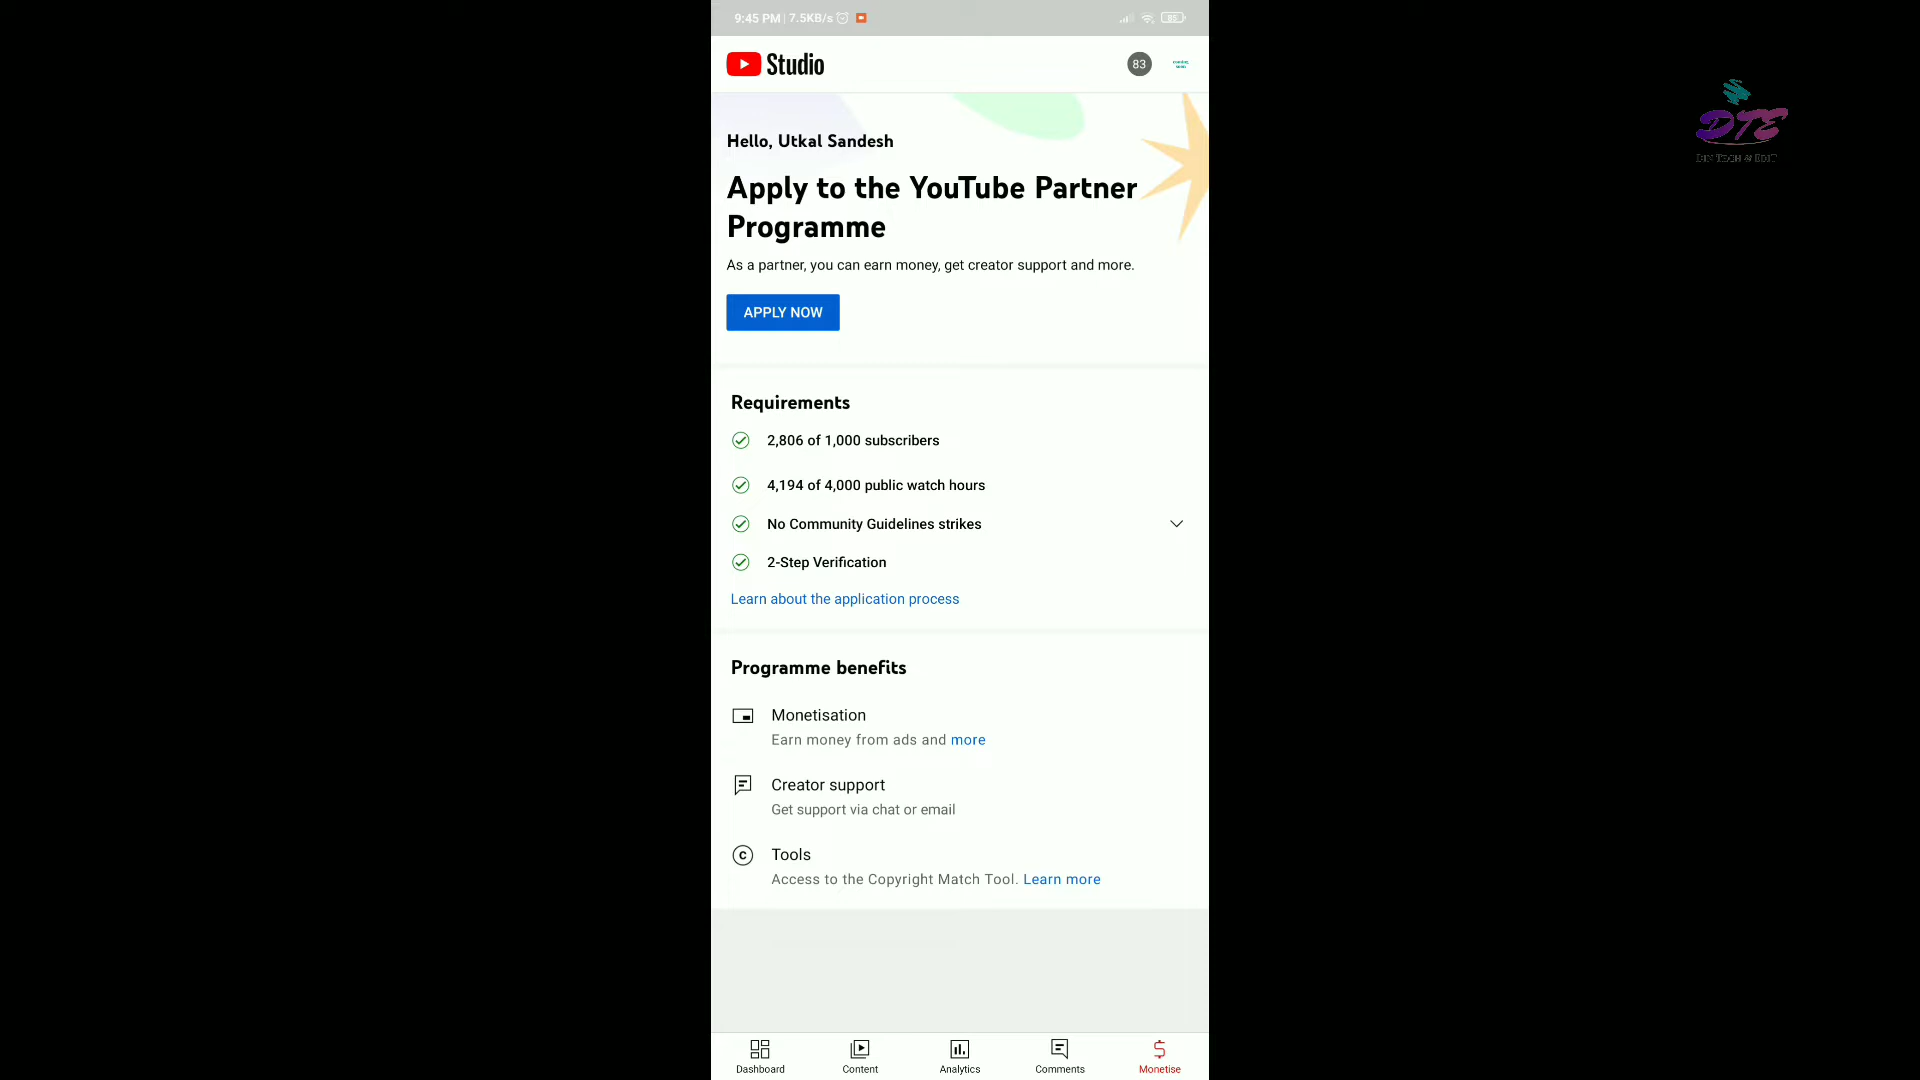 9:45 PM | 7.5KB/s
85
Studio
83
Hello, Utkal Sandesh
Apply to the YouTube Partner
Programme
As a partner, you can earn money, get creator support and more.
APPLY NOW
Requirements
2,806 of 1,000 subscribers
4,194 of 4,000 public watch hours
No Community Guidelines strikes
2-Step Verification
Learn about the application process
Programme benefits
Monetisation
Earn money from ads and more
Creator support
Get support via chat or email
C
Tools
Access to the Copyright Match Tool. Learn more
Dashboard
Content
Analytics
Comments
Monetise
DTE